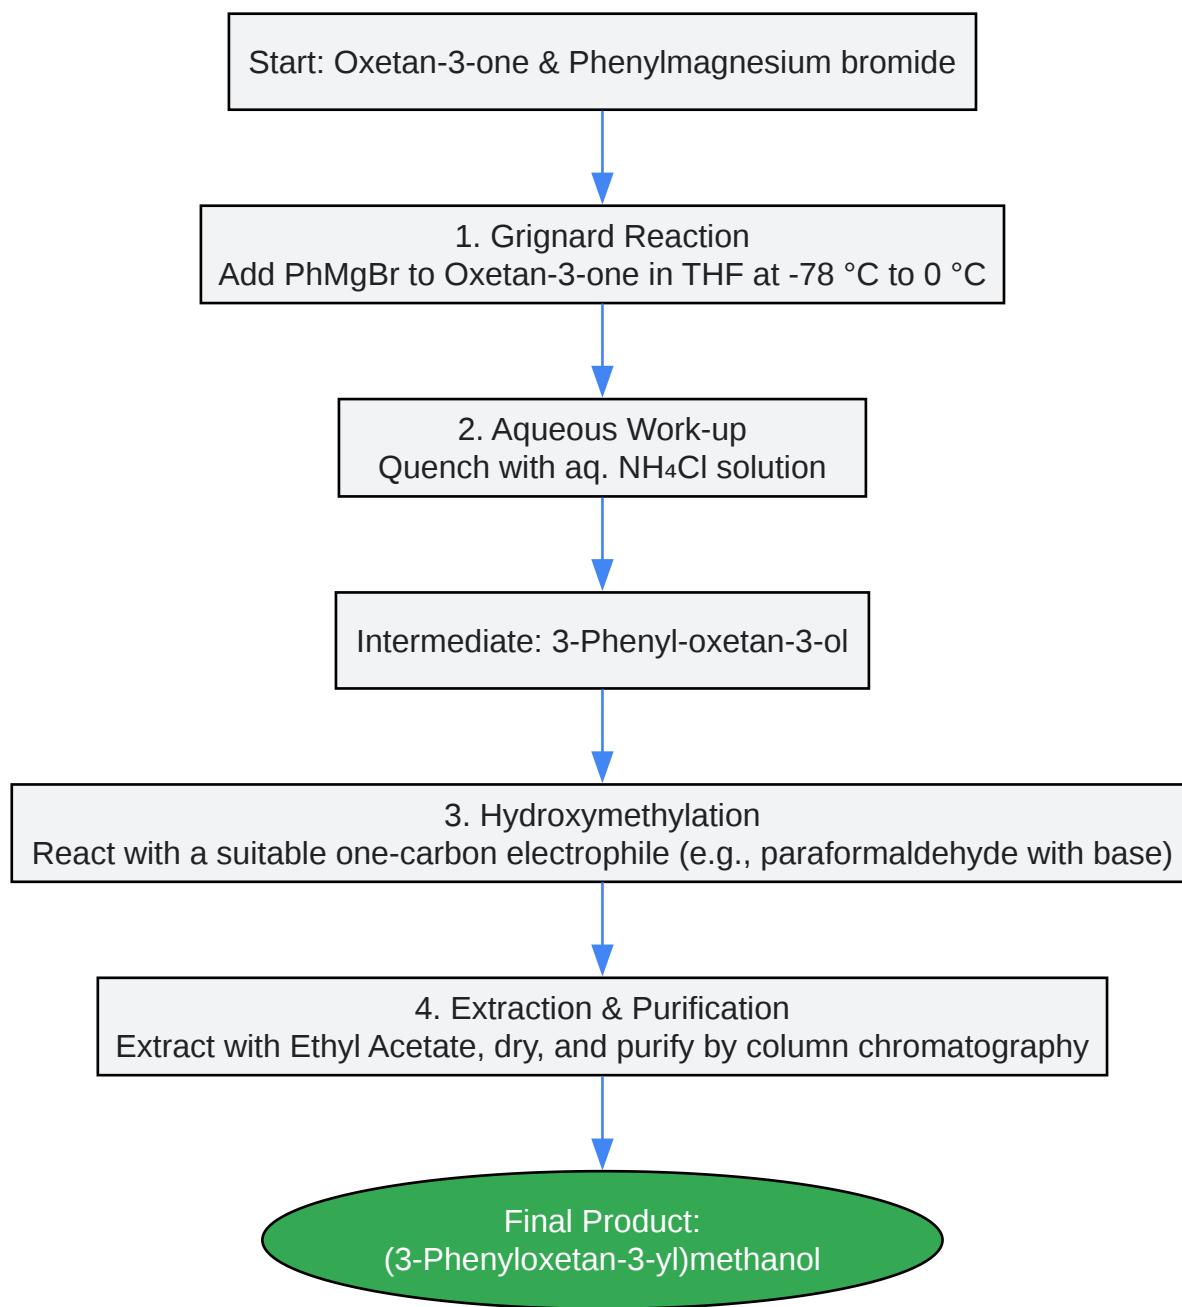 Start: Oxetan-3-one & Phenylmagnesium bromide
1. Grignard Reaction
Add PhMgBr to Oxetan-3-one in THF at -78 °C to 0 °C
2. Aqueous Work-up
Quench with aq. NH₄Cl solution
Intermediate: 3-Phenyl-oxetan-3-ol
3. Hydroxymethylation
React with a suitable one-carbon electrophile (e.g., paraformaldehyde with base)
4. Extraction & Purification
Extract with Ethyl Acetate, dry, and purify by column chromatography
Final Product:
(3-Phenyloxetan-3-yl)methanol